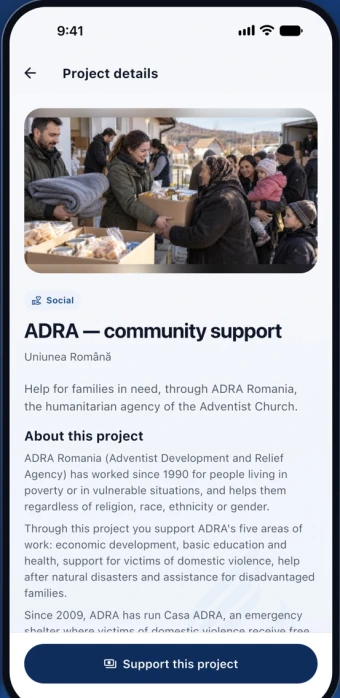 9:41
Project details
Social
ADRA — community support
Uniunea Română
Help for families in need, through ADRA Romania,
the humanitarian agency of the Adventist Church.
About this project
ADRA Romania (Adventist Development and Relief
Agency) has worked since 1990 for people living in
poverty or in vulnerable situations, and helps them
regardless of religion, race, ethnicity or gender.
Through this project you support ADRA's five areas of
work: economic development, basic education and
health, support for victims of domestic violence, help
after natural disasters and assistance for disadvantaged
families.
Since 2009, ADRA has run Casa ADRA, an emergency
shelter where victims of domestic violence receive free
Support this project